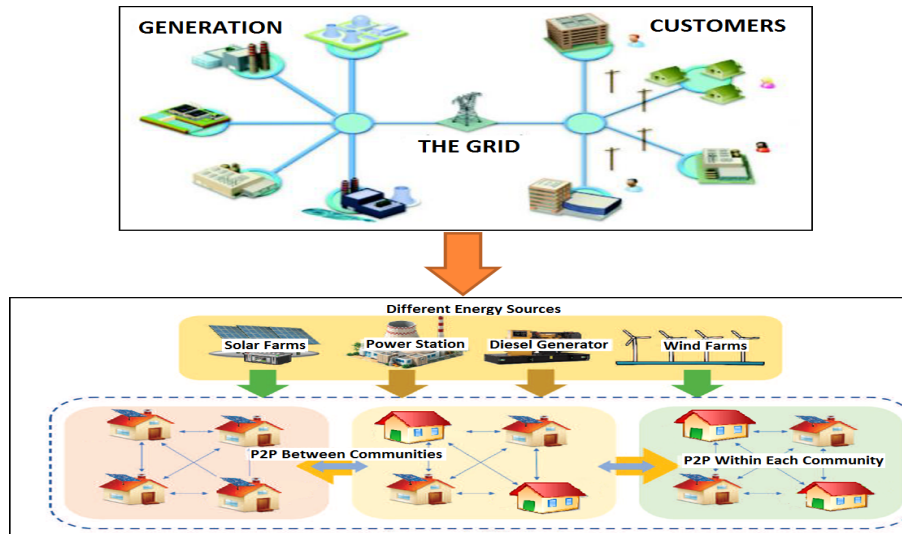 GENERATION
CUSTOMERS
THE GRID
Different Energy Sources
Solar Farms
Power Station
Diesel Generator
Wind Farms
P2P Between Communities
P2P Within Each Community